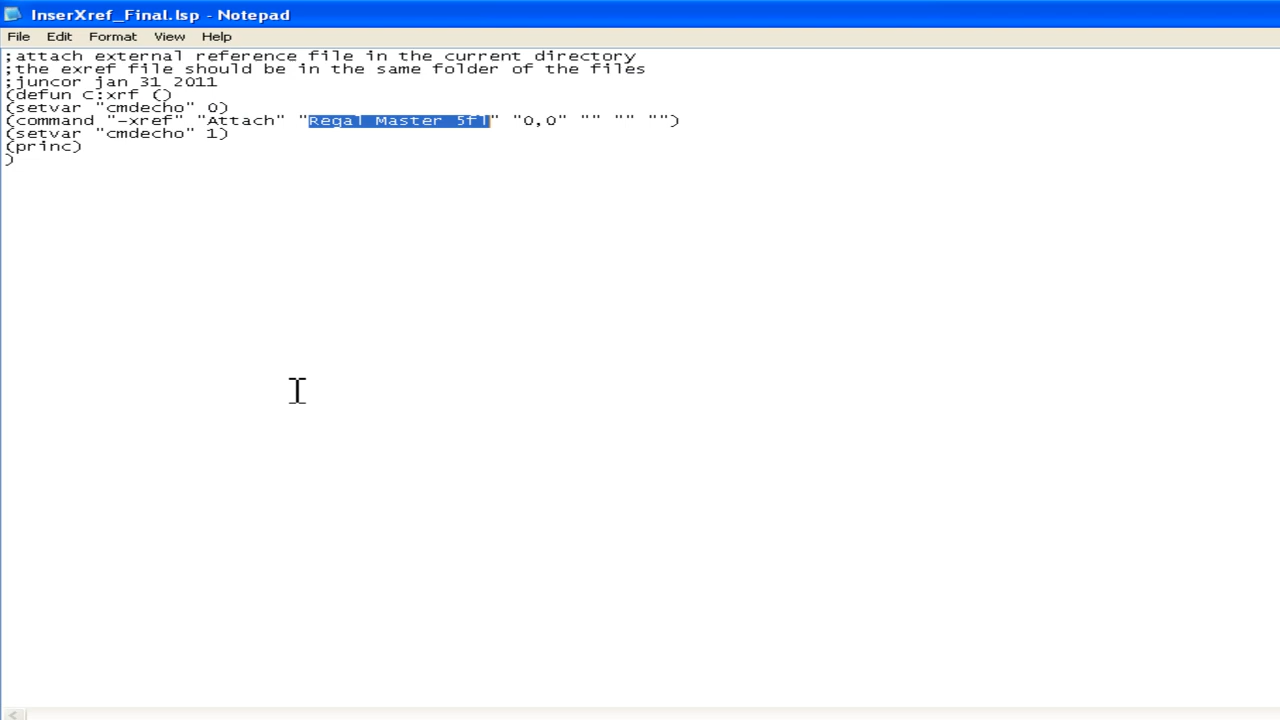 InserXref_Final.lsp - Notepad
File Edit Format View Help
;attach external reference file in the current directory
;the exref file should be in the same folder of the files
;juncor jan 31 2011
(defun C:xrf ()
(setvar "cmdecho" 0)
(command "-xref" "Attach" "Regal Master 5fl" "0,0" "" "" "")
(setvar "cmdecho" 1)
(princ)
)